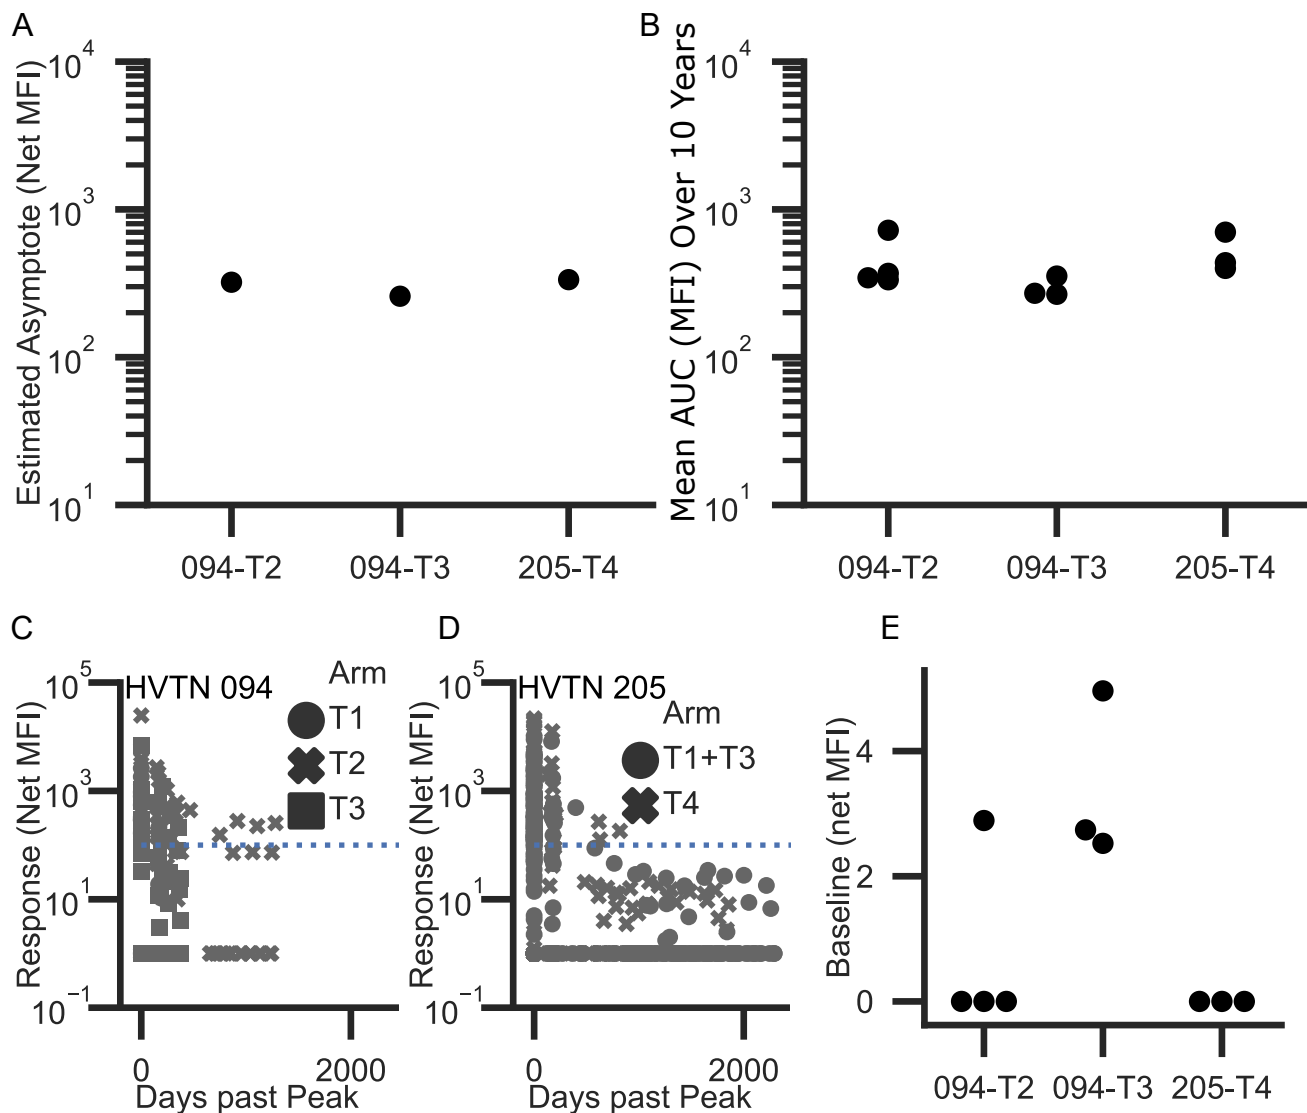 A
Estimated Asymptote (Net MFI)
10^4
10^3
10^2
10^1
094-T2
094-T3
205-T4
B
Mean AUC (MFI) Over 10 Years
10^4
10^3
10^2
10^1
094-T2
094-T3
205-T4
C
Response (Net MFI)
10^5
10^3
10^1
10^−1
HVTN 094
Arm
T1
T2
T3
0
2000
Days past Peak
D
Response (Net MFI)
10^5
10^3
10^1
10^−1
HVTN 205
Arm
T1+T3
T4
0
2000
Days past Peak
E
Baseline (net MFI)
4
2
0
094-T2
094-T3
205-T4